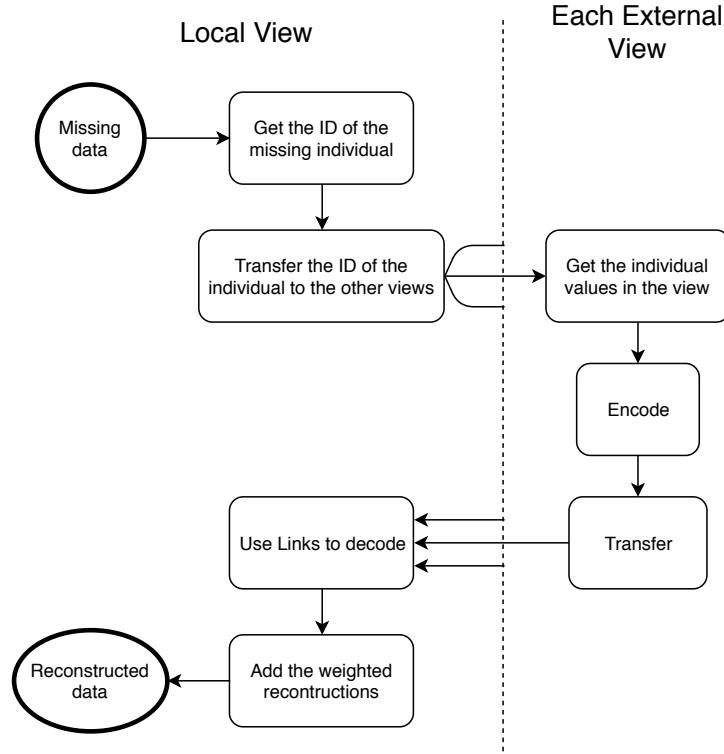 Local View
Each External
View
Missing
data
Get the ID of the
missing individual
Transfer the ID of the
individual to the other views
Get the individual
values in the view
Encode
Use Links to decode
Transfer
Reconstructed
data
Add the weighted
recontructions